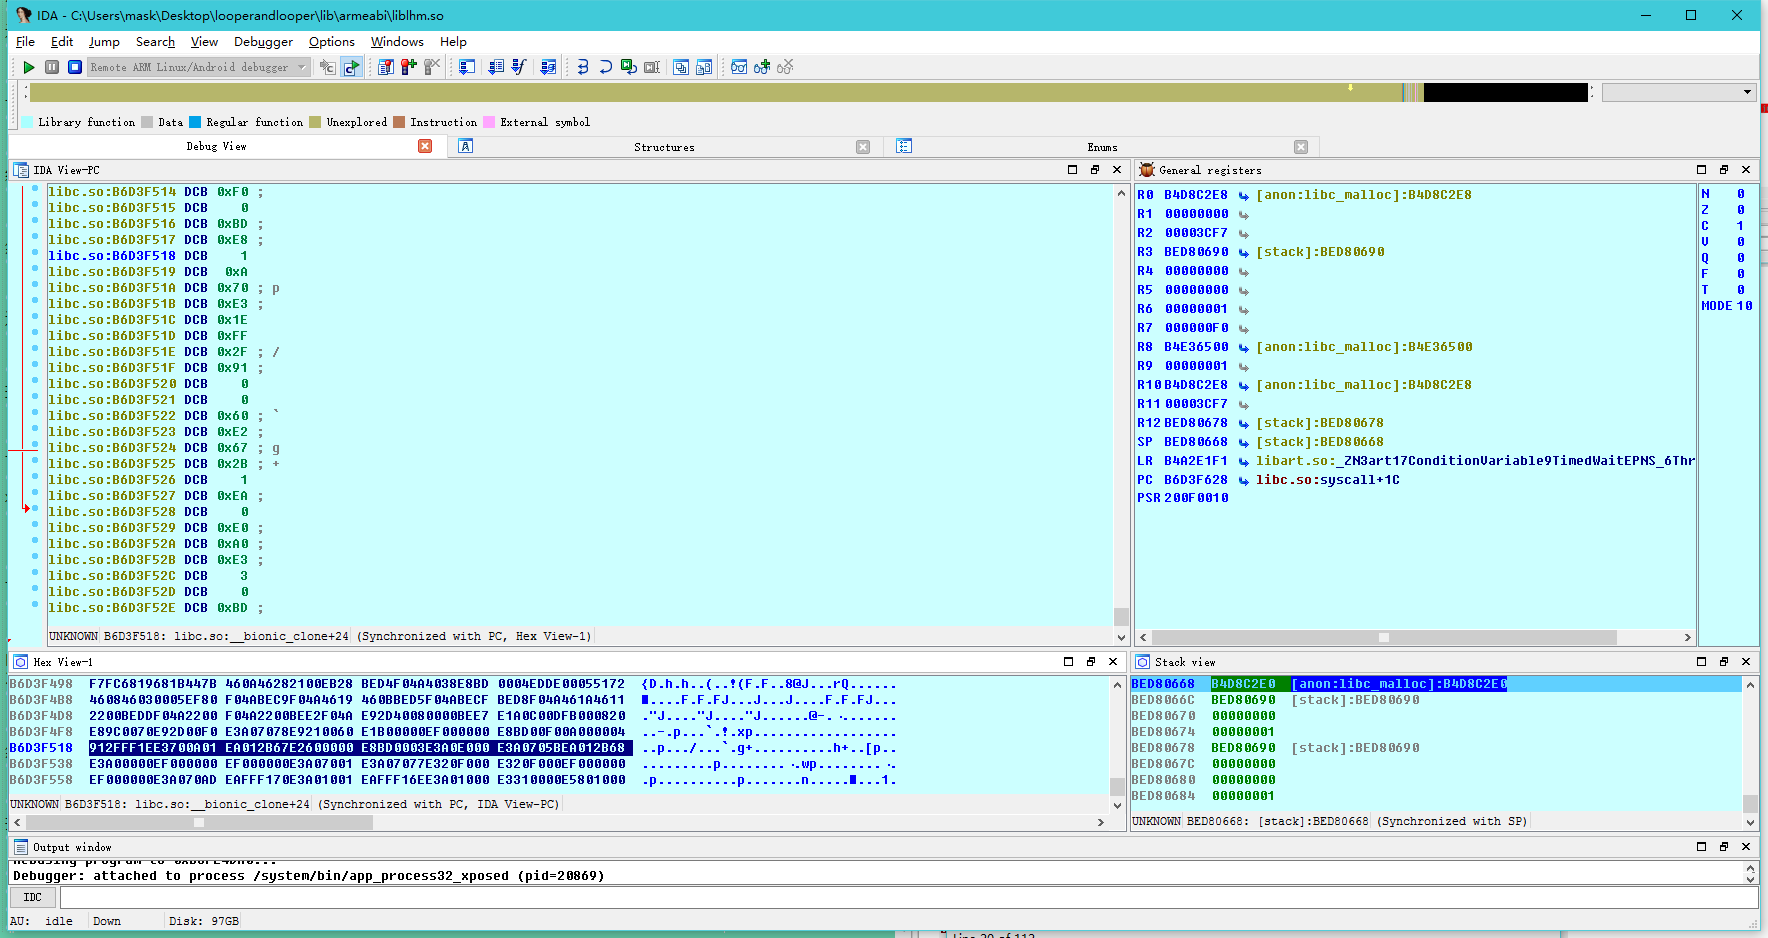 IDA - C:\Users\mask\Desktop\looperandlooper\lib\armeabi\liblhm.so
File Edit Jump Search View Debugger Options Windows Help
Remote ARM Linux/Android debugger
Library function Data Regular function Unexplored Instruction External symbol
Debug View Structures Enums
IDA View-PC
libc.so:B6D3F514 DCB 0xF0 ;
libc.so:B6D3F515 DCB 0
libc.so:B6D3F516 DCB 0xBD ;
libc.so:B6D3F517 DCB 0xE8 ;
libc.so:B6D3F518 DCB 1
libc.so:B6D3F519 DCB 0xA
libc.so:B6D3F51A DCB 0x70 ; p
libc.so:B6D3F51B DCB 0xE3 ;
libc.so:B6D3F51C DCB 0x1E
libc.so:B6D3F51D DCB 0xFF
libc.so:B6D3F51E DCB 0x2F ; /
libc.so:B6D3F51F DCB 0x91 ;
libc.so:B6D3F520 DCB 0
libc.so:B6D3F521 DCB 0
libc.so:B6D3F522 DCB 0x60 ; `
libc.so:B6D3F523 DCB 0xE2 ;
libc.so:B6D3F524 DCB 0x67 ; g
libc.so:B6D3F525 DCB 0x2B ; +
libc.so:B6D3F526 DCB 1
libc.so:B6D3F527 DCB 0xEA ;
libc.so:B6D3F528 DCB 0
libc.so:B6D3F529 DCB 0xE0 ;
libc.so:B6D3F52A DCB 0xA0 ;
libc.so:B6D3F52B DCB 0xE3 ;
libc.so:B6D3F52C DCB 3
libc.so:B6D3F52D DCB 0
libc.so:B6D3F52E DCB 0xBD ;
UNKNOWN B6D3F518: libc.so:__bionic_clone+24 (Synchronized with PC, Hex View-1)
General registers
R0 B4D8C2E8 [anon:libc_malloc]:B4D8C2E8
R1 00000000
R2 00003CF7
R3 BED80690 [stack]:BED80690
R4 00000000
R5 00000000
R6 00000001
R7 000000F0
R8 B4E36500 [anon:libc_malloc]:B4E36500
R9 00000001
R10 B4D8C2E8 [anon:libc_malloc]:B4D8C2E8
R11 00003CF7
R12 BED80678 [stack]:BED80678
SP BED80668 [stack]:BED80668
LR B4A2E1F1 libart.so:_ZN3art17ConditionVariable9TimedWaitEPNS_6Thr
PC B6D3F628 libc.so:syscall+1C
PSR 200F0010
N 0
Z 0
C 1
V 0
Q 0
F 0
T 0
MODE 10
Hex View-1
B6D3F498 F7FC6819681B447B 460A46282100EB28 BED4F04A4038E8BD 0004EDDE00055172 {D.h.h..(..!(F.F..8@J...rQ......
B6D3F4B8 460846030005EF80 F04ABEC9F04A4619 460BBED5F04ABECF BED8F04A461A4611 ■....F.F...J...J....F.F.FJ...
B6D3F4D8 2200BEDDF04A2200 F04A2200BEE2F04A E92D40080000BEE7 E1A0C00DFB000820
B6D3F4F8 E89C0070E92D00F0 E3A07078E9210060 E1B00000EF000000 E8BD00F00A000004
B6D3F518 912FFF1EE3700A01 EA012B67E2600000 E8BD0003E3A0E000 E3A0705BEA012B68
B6D3F538 E3A00000EF000000 EF000000E3A07001 E3A07077E320F000 E320F000EF000000
B6D3F558 EF000000E3A070AD EAFFF170E3A01001 EAFFF16EE3A01000 E3310000E5801000
UNKNOWN B6D3F518: libc.so:__bionic_clone+24 (Synchronized with PC, IDA View-PC)
Stack view
BED80668 B4D8C2E0 [anon:libc_malloc]:B4D8C2E0
BED8066C BED80690 [stack]:BED80690
BED80670 00000000
BED80674 00000001
BED80678 BED80690 [stack]:BED80690
BED8067C 00000000
BED80680 00000000
BED80684 00000001
UNKNOWN BED80668: [stack]:BED80668 (Synchronized with SP)
Output window
Debugger: attached to process /system/bin/app_process32_xposed (pid=20869)
IDC
AU: idle Down Disk: 97GB